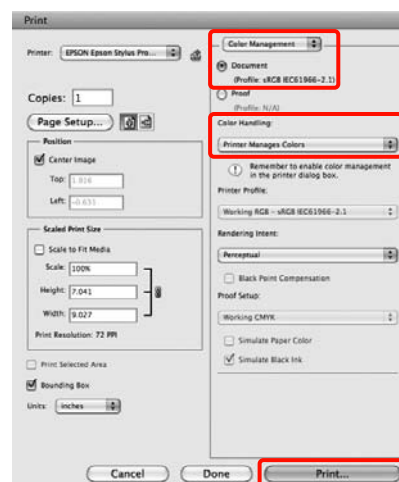 Print
Printer: EPSON Epson Stylus Pro...
Copies: 1
Page Setup...
Position
Center Image
Top: 1.916
Left: -0.631
Scaled Print Size
Scale to Fit Media
Scale: 100%
Height: 7.041
Width: 9.027
Print Resolution: 72 PPI
Print Selected Area
Bounding Box
Units: inches
Color Management
Document
(Profile: sRGB IEC61966-2.1)
Proof
(Profile: N/A)
Color Handling:
Printer Manages Colors
Remember to enable color management
in the printer dialog box.
Printer Profile:
Working RGB - sRGB IEC61966-2.1
Rendering Intent:
Perceptual
Black Point Compensation
Proof Setup:
Working CMYK
Simulate Paper Color
Simulate Black Ink
Cancel
Done
Print...